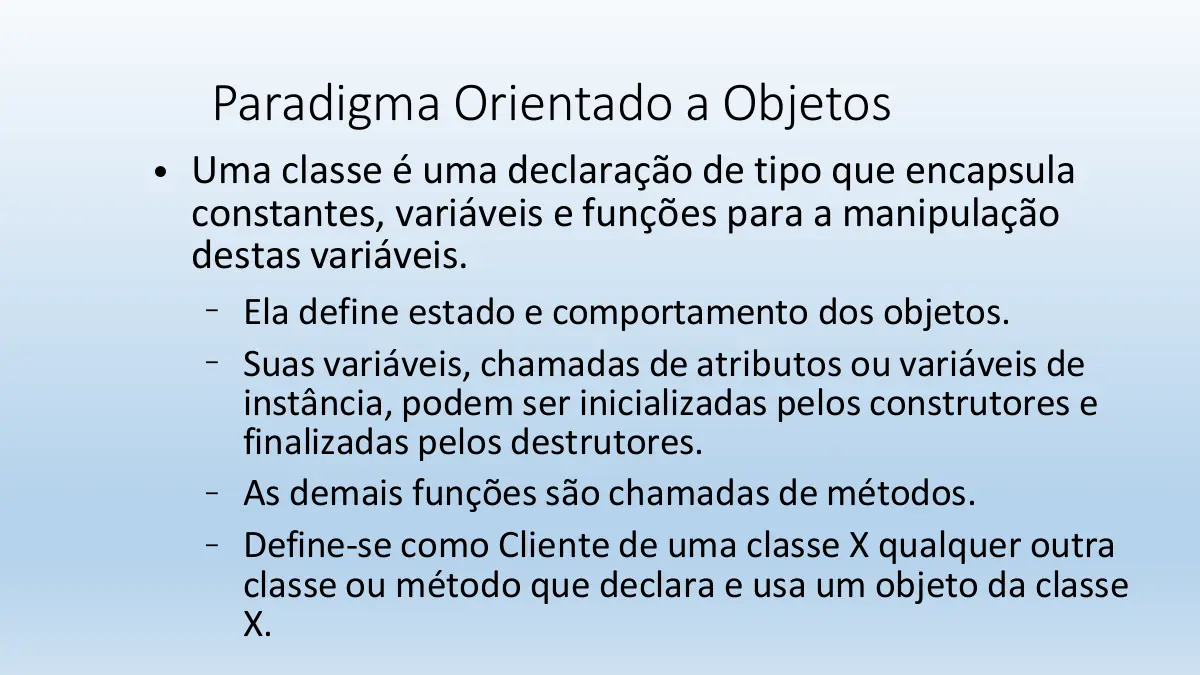 Paradigma Orientado a Objetos
• Uma classe é uma declaração de tipo que encapsula
constantes, variáveis e funções para a manipulação
destas variáveis.
– Ela define estado e comportamento dos objetos.
– Suas variáveis, chamadas de atributos ou variáveis de
instância, podem ser inicializadas pelos construtores e
finalizadas pelos destrutores.
– As demais funções são chamadas de métodos.
– Define-se como Cliente de uma classe X qualquer outra
classe ou método que declara e usa um objeto da classe
X.